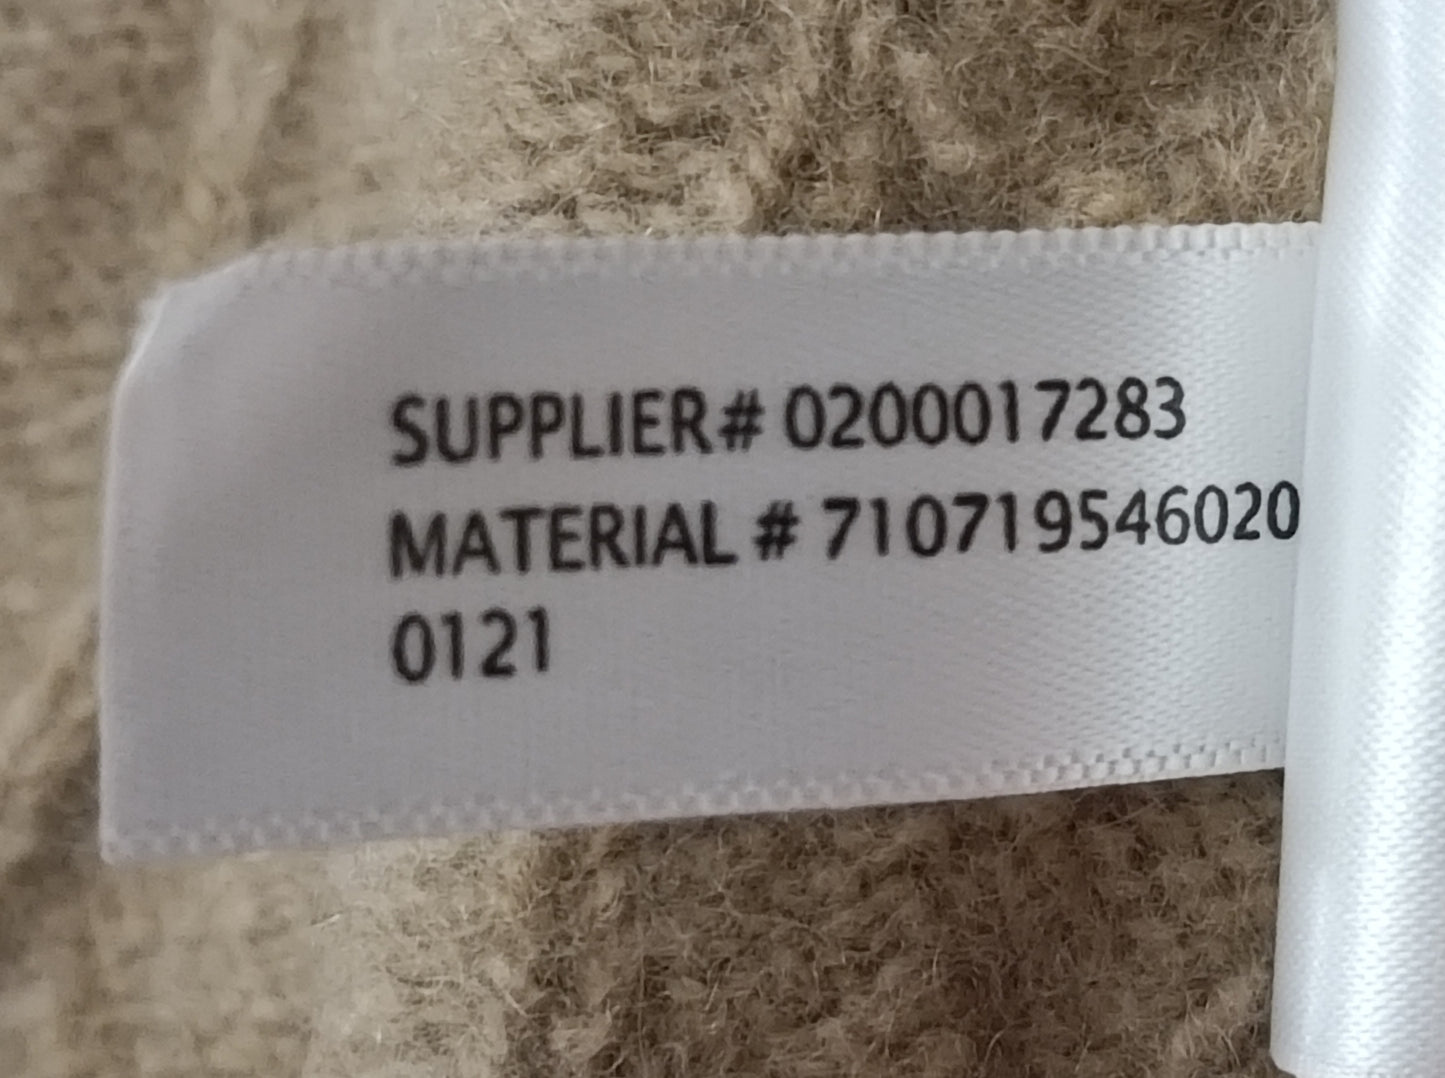 SUPPLIER# 0200017283
MATERIAL # 710719546020
0121